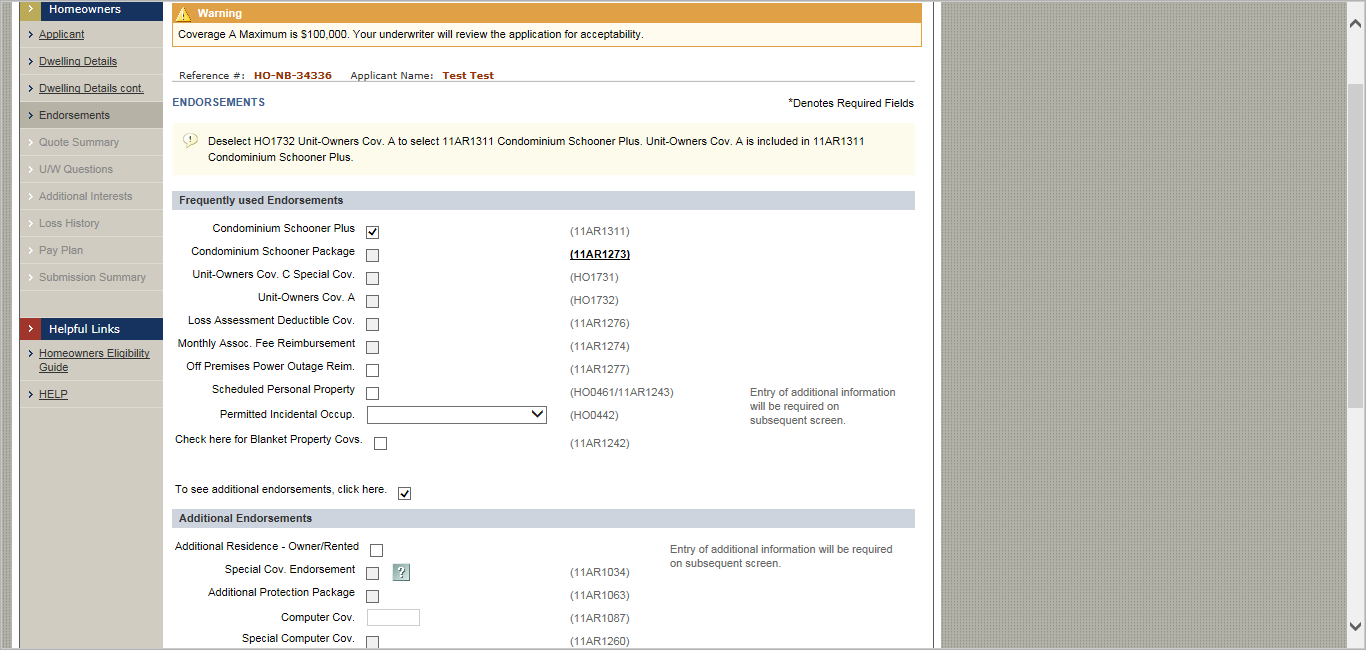 Homeowners
Applicant
Dwelling Details
Dwelling Details cont.
Endorsements
Quote Summary
U/W Questions
Additional Interests
Loss History
Pay Plan
Submission Summary
Helpful Links
Homeowners Eligibility
Guide
HELP
Warning
Coverage A Maximum is $100,000. Your underwriter will review the application for acceptability.
Reference #: HO-NB-34336 Applicant Name: Test Test
ENDORSEMENTS *Denotes Required Fields
Deselect HO1732 Unit-Owners Cov. A to select 11AR1311 Condominium Schooner Plus. Unit-Owners Cov. A is included in 11AR1311
Condominium Schooner Plus.
Frequently used Endorsements
Condominium Schooner Plus (11AR1311)
Condominium Schooner Package (11AR1273)
Unit-Owners Cov. C Special Cov. (HO1731)
Unit-Owners Cov. A (HO1732)
Loss Assessment Deductible Cov. (11AR1276)
Monthly Assoc. Fee Reimbursement (11AR1274)
Off Premises Power Outage Reim. (11AR1277)
Scheduled Personal Property (HO0461/11AR1243) Entry of additional information
will be required on
subsequent screen.
Permitted Incidental Occup. (HO0442)
Check here for Blanket Property Covs. (11AR1242)
To see additional endorsements, click here.
Additional Endorsements
Additional Residence - Owner/Rented Entry of additional information will be required
on subsequent screen.
Special Cov. Endorsement ? (11AR1034)
Additional Protection Package (11AR1063)
Computer Cov. (11AR1087)
Special Computer Cov. (11AR1260)